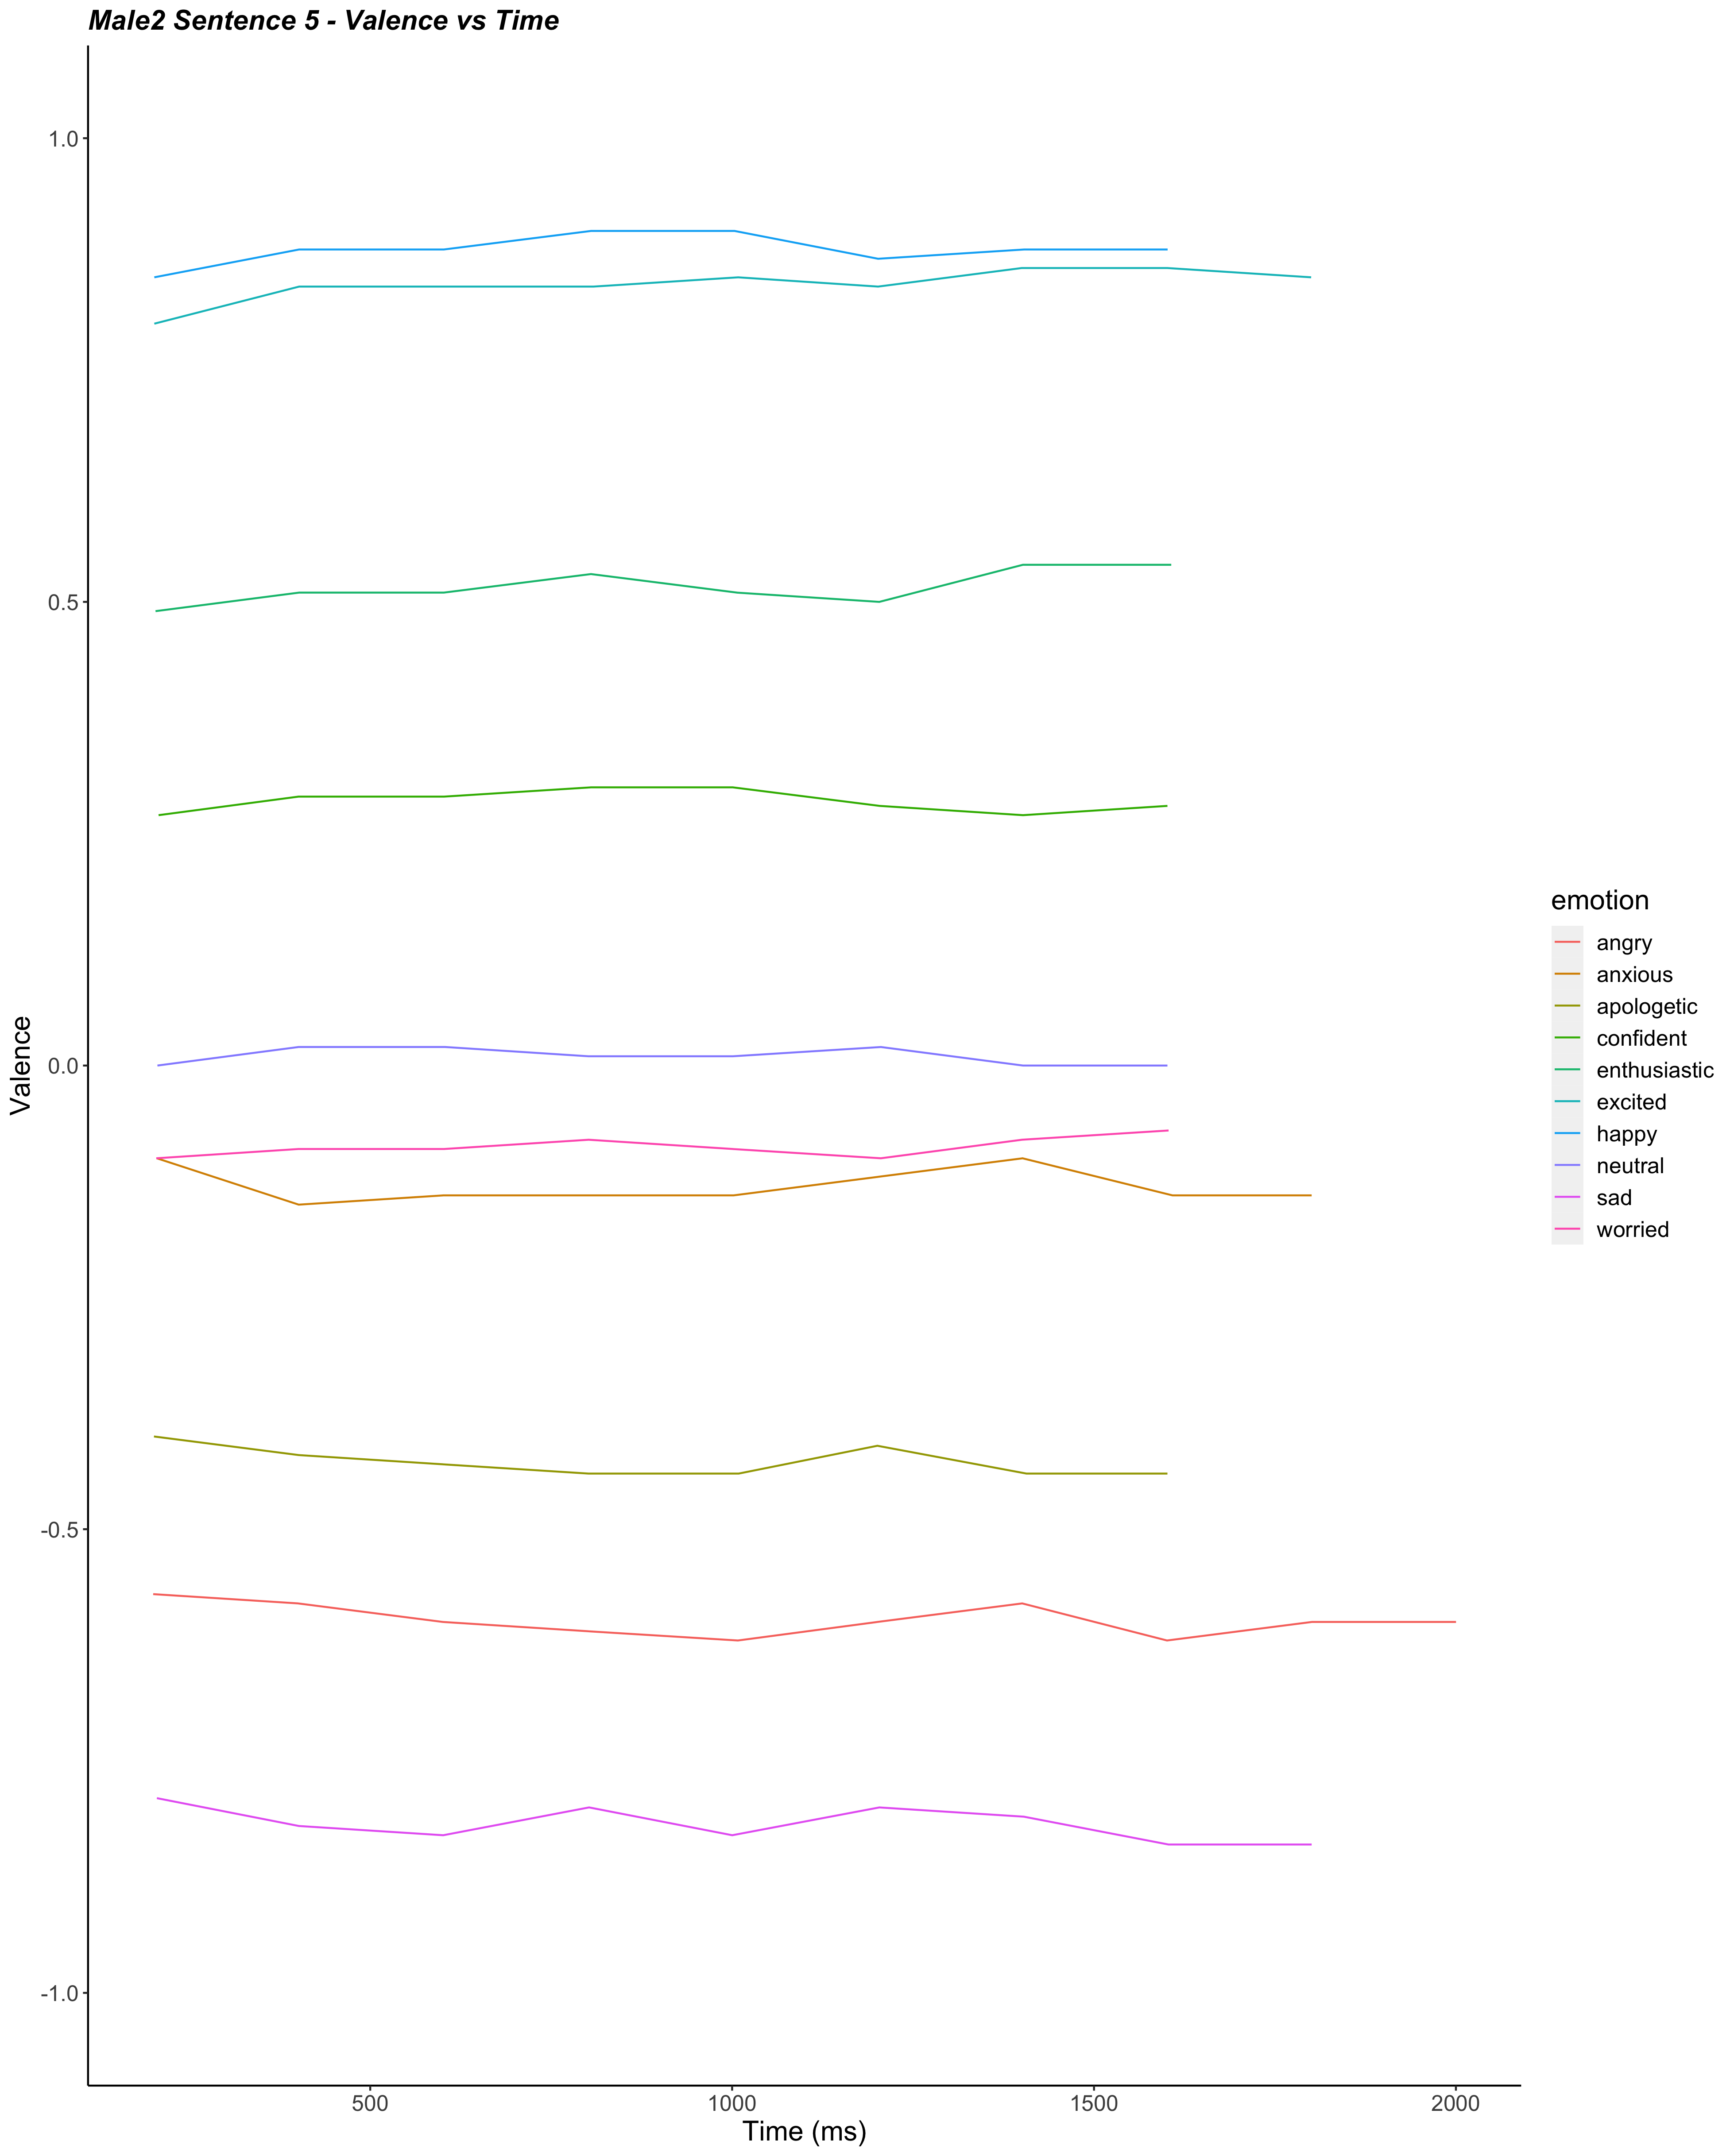 Male2 Sentence 5 - Valence vs Time
1.0
0.5
0.0
-0.5
-1.0
Valence
500
1000
1500
2000
Time (ms)
emotion
angry
anxious
apologetic
confident
enthusiastic
excited
happy
neutral
sad
worried